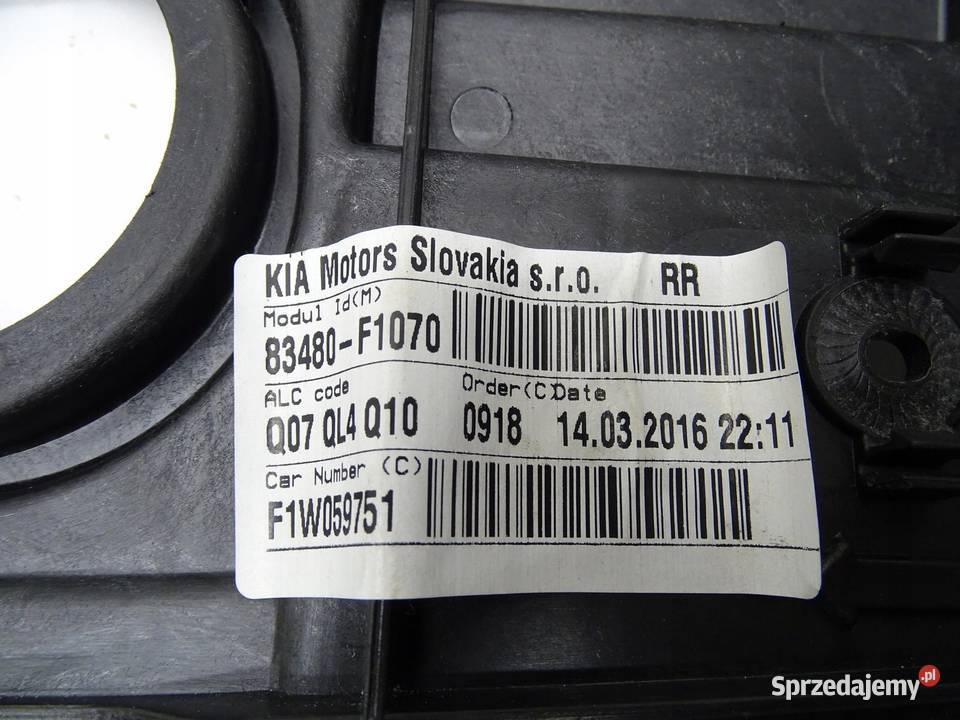 KIA Motors Slovakia s.r.o. RR
Modul Id(M)
83480-F1070
ALC code Order(C)Date
Q07 QL4 Q10 0918 14.03.2016 22:11
Car Number (C)
F1W059751
Sprzedajemy.pl